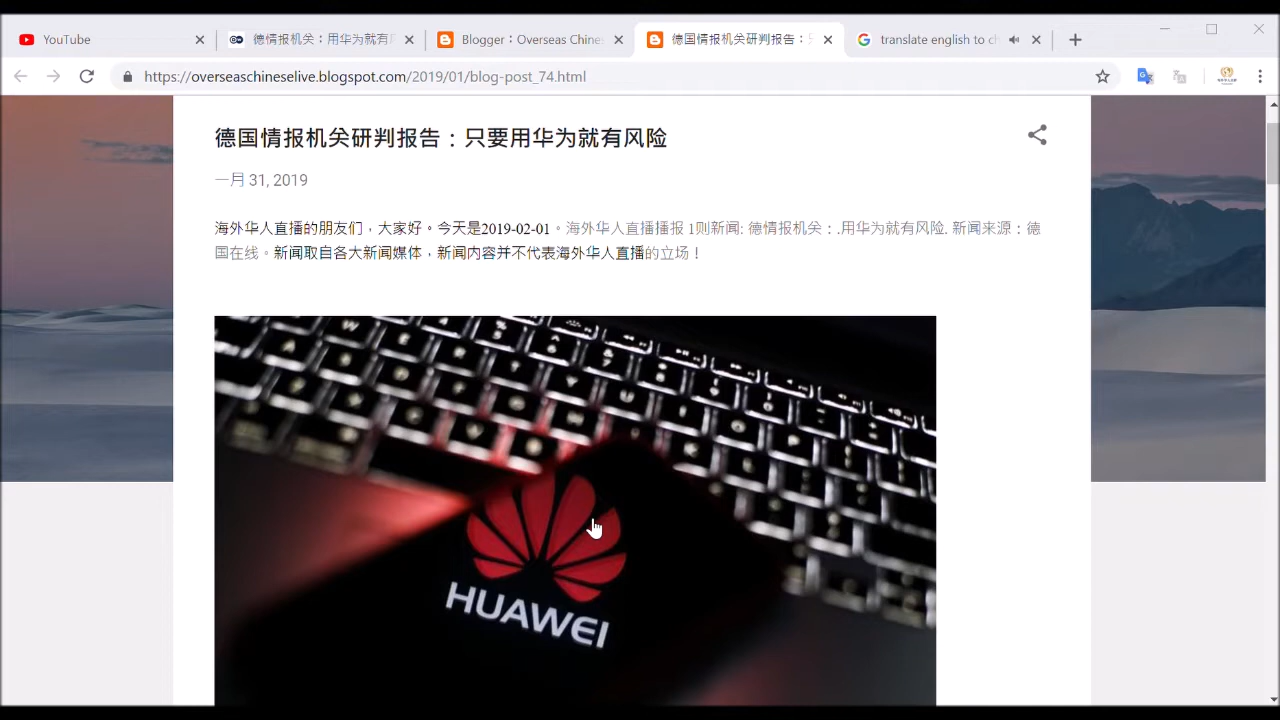 YouTube
德情报机关：用华为就有
Blogger : Overseas Chines
德国情报机关研判报告：
translate english to ch
https://overseaschineselive.blogspot.com/2019/01/blog-post_74.html
德国情报机关研判报告：只要用华为就有风险
一月 31, 2019
海外华人直播的朋友们，大家好。今天是2019-02-01。海外华人直播播报 1则新闻: 德情报机关：.用华为就有风险. 新闻来源：德
国在线。新闻取自各大新闻媒体，新闻内容并不代表海外华人直播的立场！
HUAWEI